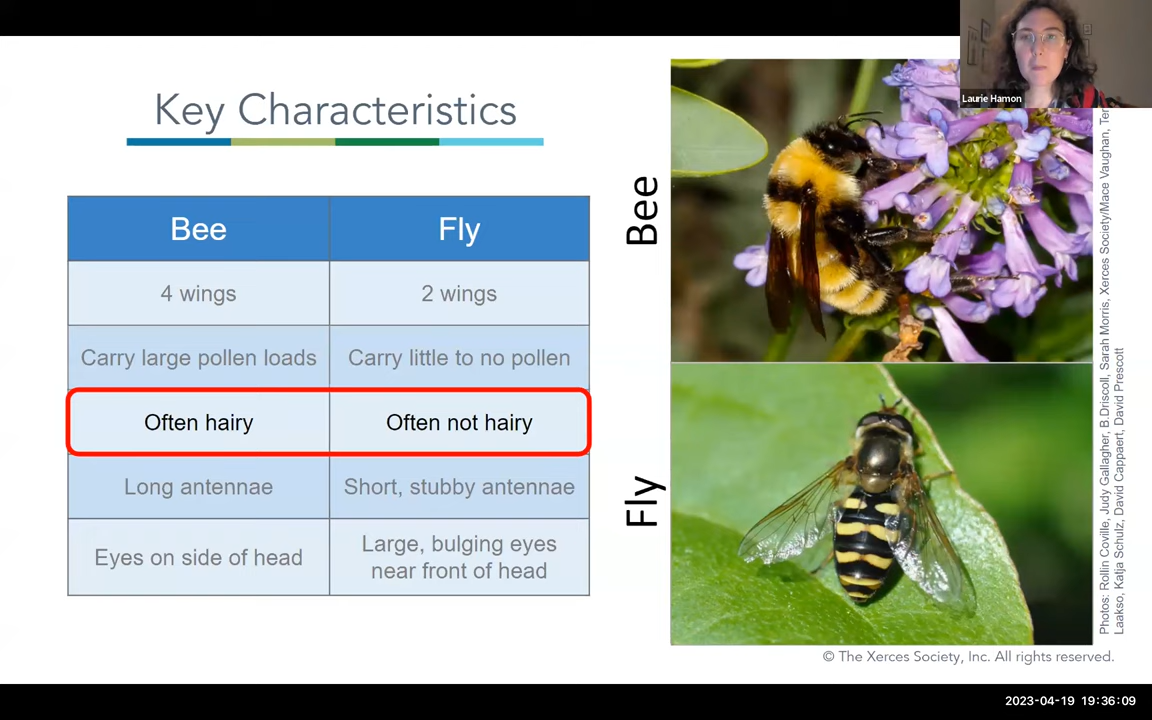 Laurie Hamon
Key Characteristics
Bee
Fly
4 wings
2 wings
Carry large pollen loads
Carry little to no pollen
Often hairy
Often not hairy
Long antennae
Short, stubby antennae
Eyes on side of head
Large, bulging eyes
near front of head
Bee
Fly
Photos: Rollin Coville, Judy Gallagher, B.Driscoll, Sarah Morris, Xerces Society/Mace Vaughan,
Laakso, Katja Schulz, David Cappaert, David Prescott
© The Xerces Society, Inc. All rights reserved.
2023-04-19 19:36:09